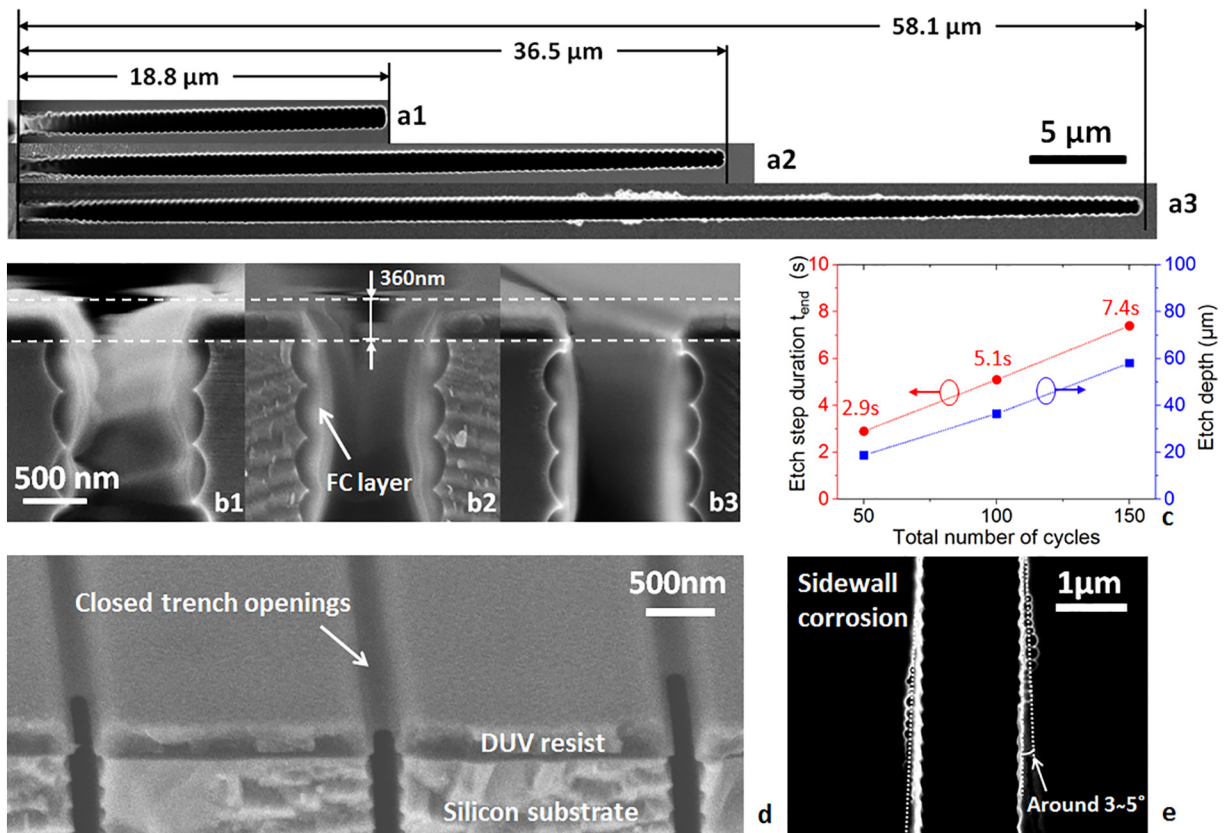 58.1 µm
36.5 µm
18.8 µm
a1
5 µm
a2
a3
360nm
FC layer
500 nm
b1
b2
b3
10
8
6
4
2
0
Etch step duration t_end (s)
100
80
60
40
20
0
Etch depth (µm)
7.4s
5.1s
2.9s
50
100
150
c
Total number of cycles
500nm
Closed trench openings
DUV resist
Silicon substrate
d
Sidewall
corrosion
1µm
Around 3~5°
e